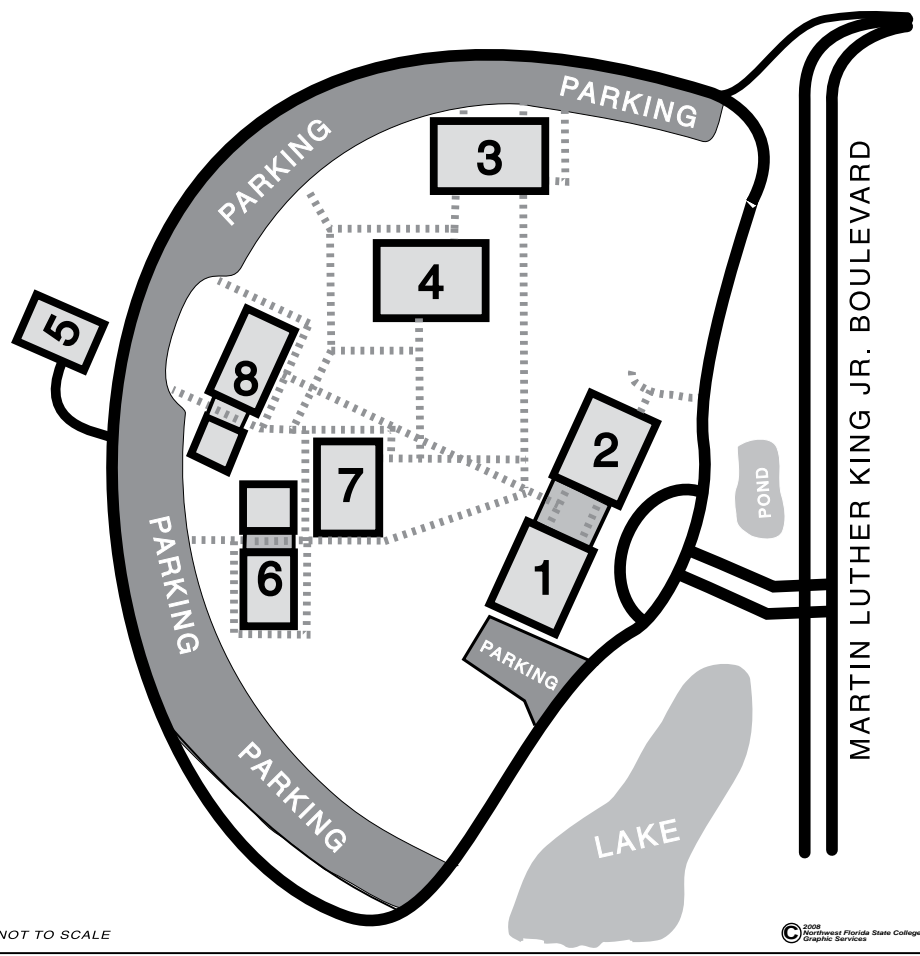 PARKING
PARKING
3
4
5
8
2
7
6
1
POND
PARKING
PARKING
PARKING
LAKE
MARTIN LUTHER KING JR. BOULEVARD
NOT TO SCALE
© 2008
Northwest Florida State College
Graphic Services